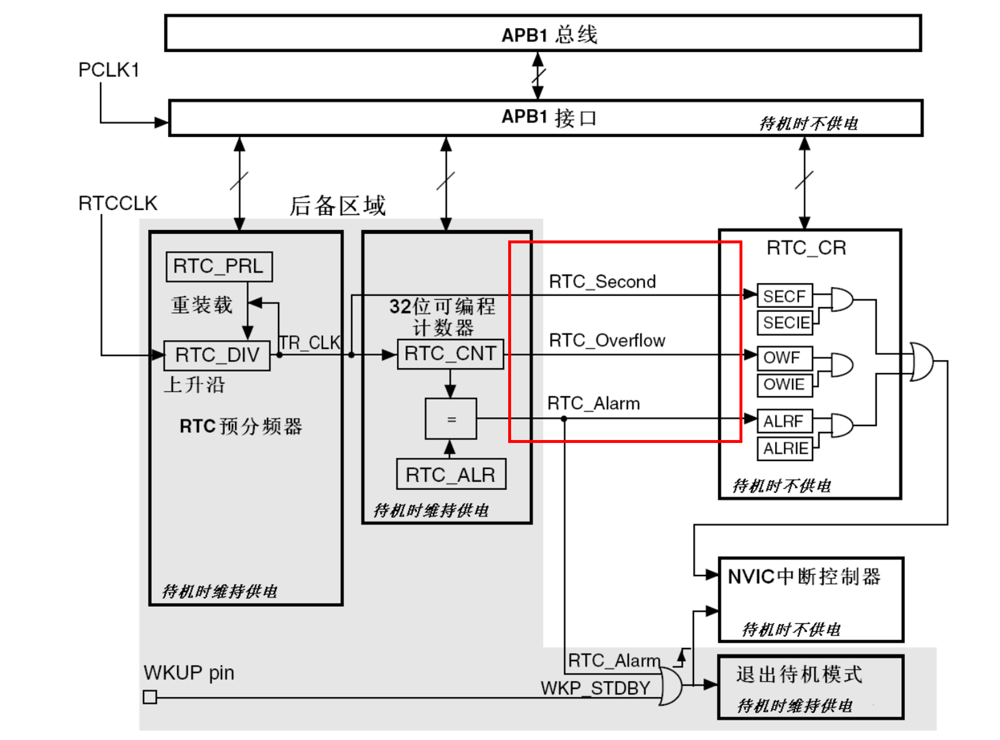 APB1 总线
PCLK1
APB1 接口
待机时不供电
RTCCLK
后备区域
RTC_PRL
重装载
RTC_DIV
TR_CLK
上升沿
RTC 预分频器
待机时维持供电
32位可编程
计数器
RTC_CNT
=
RTC_ALR
待机时维持供电
RTC_Second
RTC_Overflow
RTC_Alarm
RTC_CR
SECF
SECIE
OWF
OWIE
ALRF
ALRIE
待机时不供电
NVIC中断控制器
待机时不供电
RTC_Alarm
WKUP pin
WKP_STDBY
退出待机模式
待机时维持供电